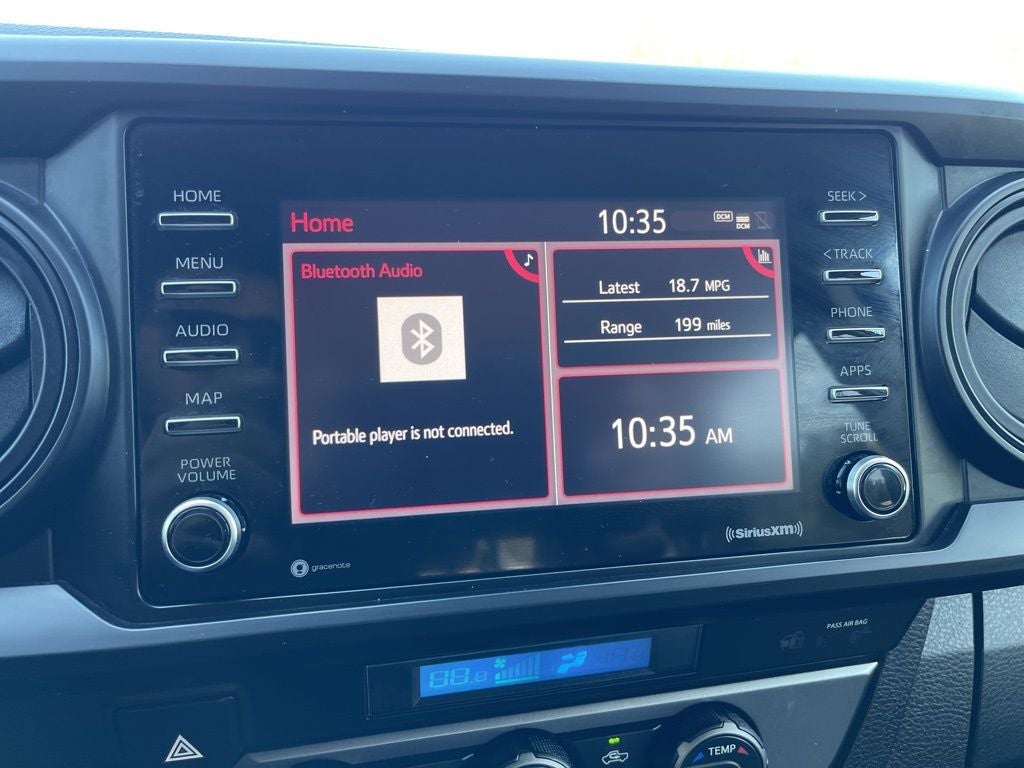 HOME
MENU
AUDIO
MAP
POWER
VOLUME
Home
10:35
DCM
DCM
Bluetooth Audio
Portable player is not connected.
Latest 18.7 MPG
Range 199 miles
10:35 AM
SEEK >
< TRACK
PHONE
APPS
TUNE
SCROLL
gracenote
((SiriusXM))
PASS AIR BAG
TEMP